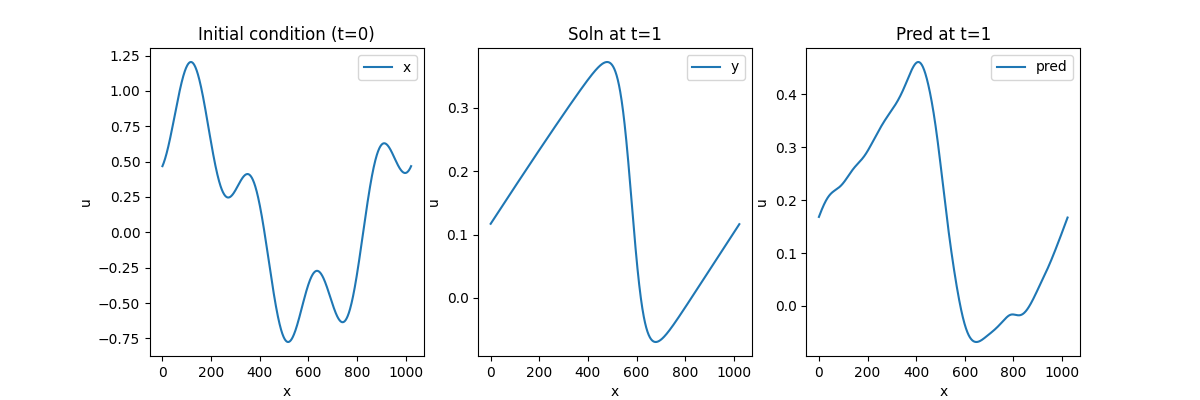 Initial condition (t=0)
1.25
1.00
0.75
0.50
0.25
0.00
−0.25
−0.50
−0.75
u
x
0 200 400 600 800 1000
x
Soln at t=1
0.3
0.2
0.1
0.0
u
y
0 200 400 600 800 1000
x
Pred at t=1
0.4
0.3
0.2
0.1
0.0
u
pred
0 200 400 600 800 1000
x